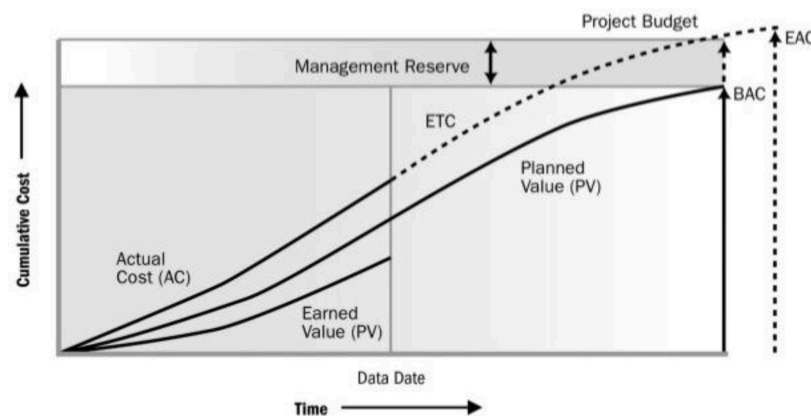 Project Budget
EAC
Management Reserve
BAC
ETC
Cumulative Cost
Planned
Value (PV)
Actual
Cost (AC)
Earned
Value (PV)
Data Date
Time